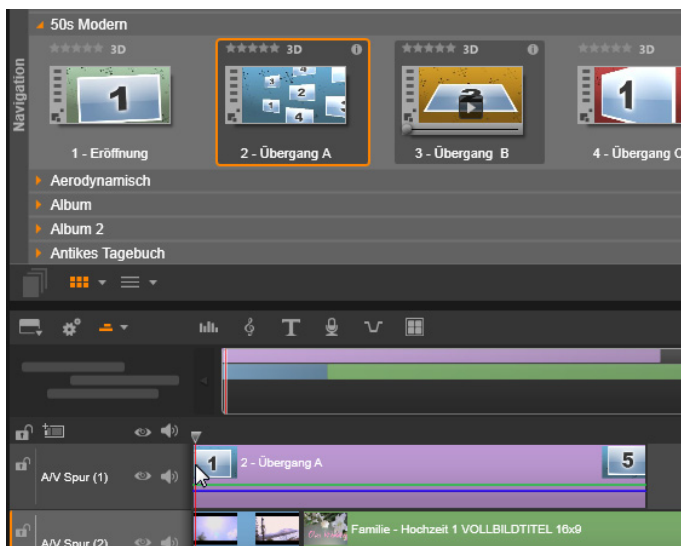 50s Modern
3D
3D
3D
3D
Navigation
1
3
2
4
2
1
1 - Eröffnung
2 - Übergang A
3 - Übergang B
4 - Übergang C
Aerodynamisch
Album
Album 2
Antikes Tagebuch
A/V Spur (1)
1
2 - Übergang A
5
A/V Spur (2)
Familie - Hochzeit 1 VOLLBILDTITEL 16x9